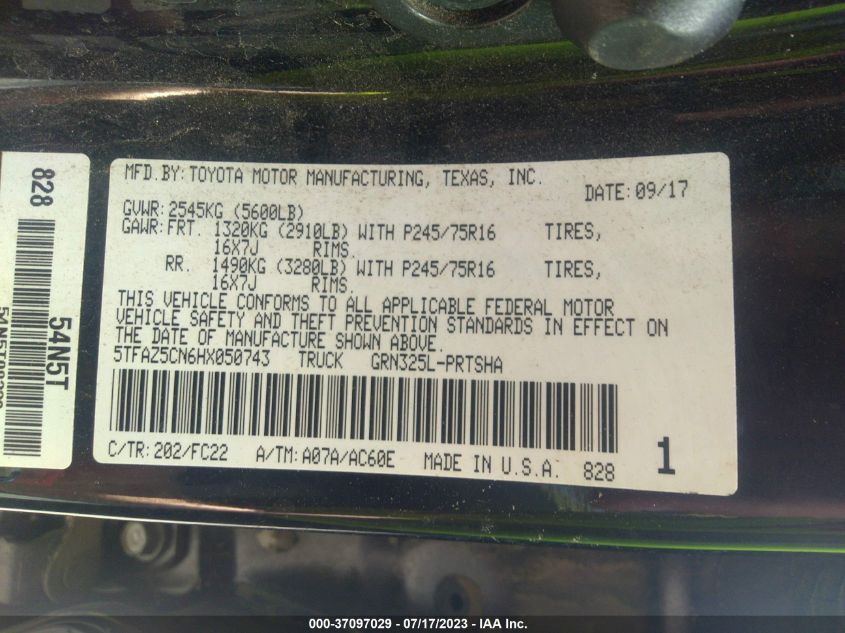 MFD.BY:TOYOTA MOTOR MANUFACTURING, TEXAS, INC. DATE:09/17
GVWR:2545KG (5600LB)
GAWR:FRT. 1320KG (2910LB) WITH P245/75R16 TIRES,
16X7J RIMS.
RR. 1490KG (3280LB) WITH P245/75R16 TIRES,
16X7J RIMS.
THIS VEHICLE CONFORMS TO ALL APPLICABLE FEDERAL MOTOR
VEHICLE SAFETY AND THEFT PREVENTION STANDARDS IN EFFECT ON
THE DATE OF MANUFACTURE SHOWN ABOVE.
5TFAZ5CN6HX050743 TRUCK GRN325L-PRTSHA
C/TR:202/FC22 A/TM:A07A/AC60E MADE IN U.S.A. 828 1
828
54N5T
000-37097029 - 07/17/2023 - IAA Inc.